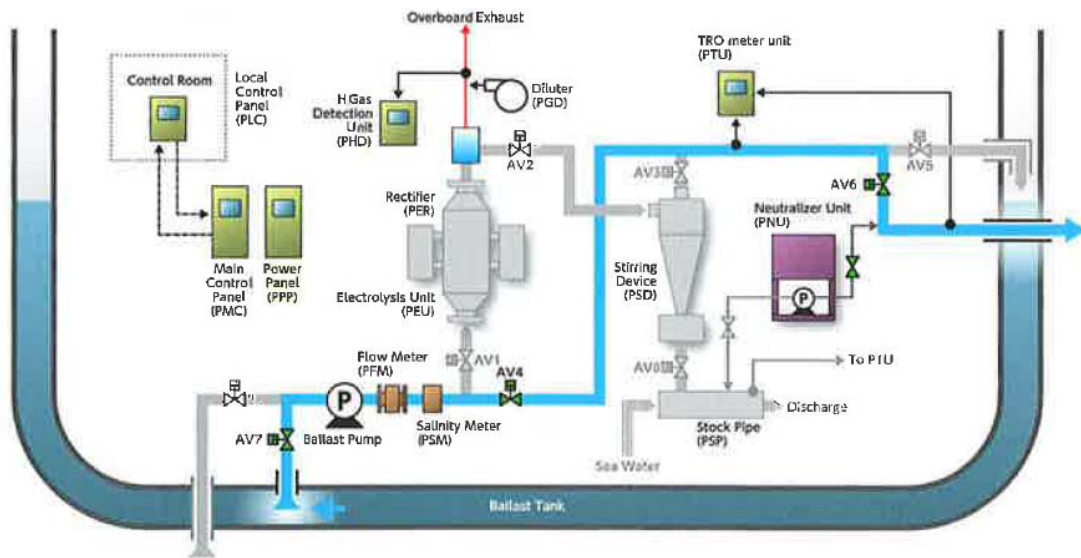 Overboard Exhaust
TRO meter unit
(PTU)
Control Room
Local
Control
Panel
(PLC)
H Gas
Detection
Unit
(PHD)
Diluter
(PGD)
AV2
AV3
AV5
AV6
Rectifier
(PER)
Neutralizer Unit
(PNU)
Main
Control
Panel
(PMC)
Power
Panel
(PPP)
Stirring
Device
(PSD)
P
Electrolysis Unit
(PEU)
Flow Meter
(PFM)
AV1
AV4
To PTU
P
AV7
Ballast Pump
Salinity Meter
(PSM)
Stock Pipe
(PSP)
Discharge
Sea Water
Ballast Tank